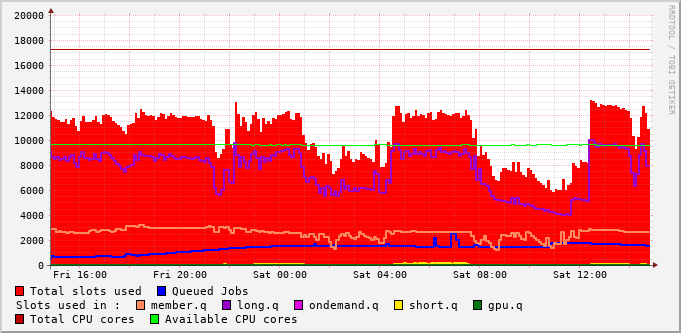 RRDTOOL / TOBI OETIKER
20000
18000
16000
14000
12000
10000
8000
6000
4000
2000
0
Fri 16:00 Fri 20:00 Sat 00:00 Sat 04:00 Sat 08:00 Sat 12:00
Total slots used Queued Jobs
Slots used in : member.q long.q ondemand.q short.q gpu.q
Total CPU cores Available CPU cores